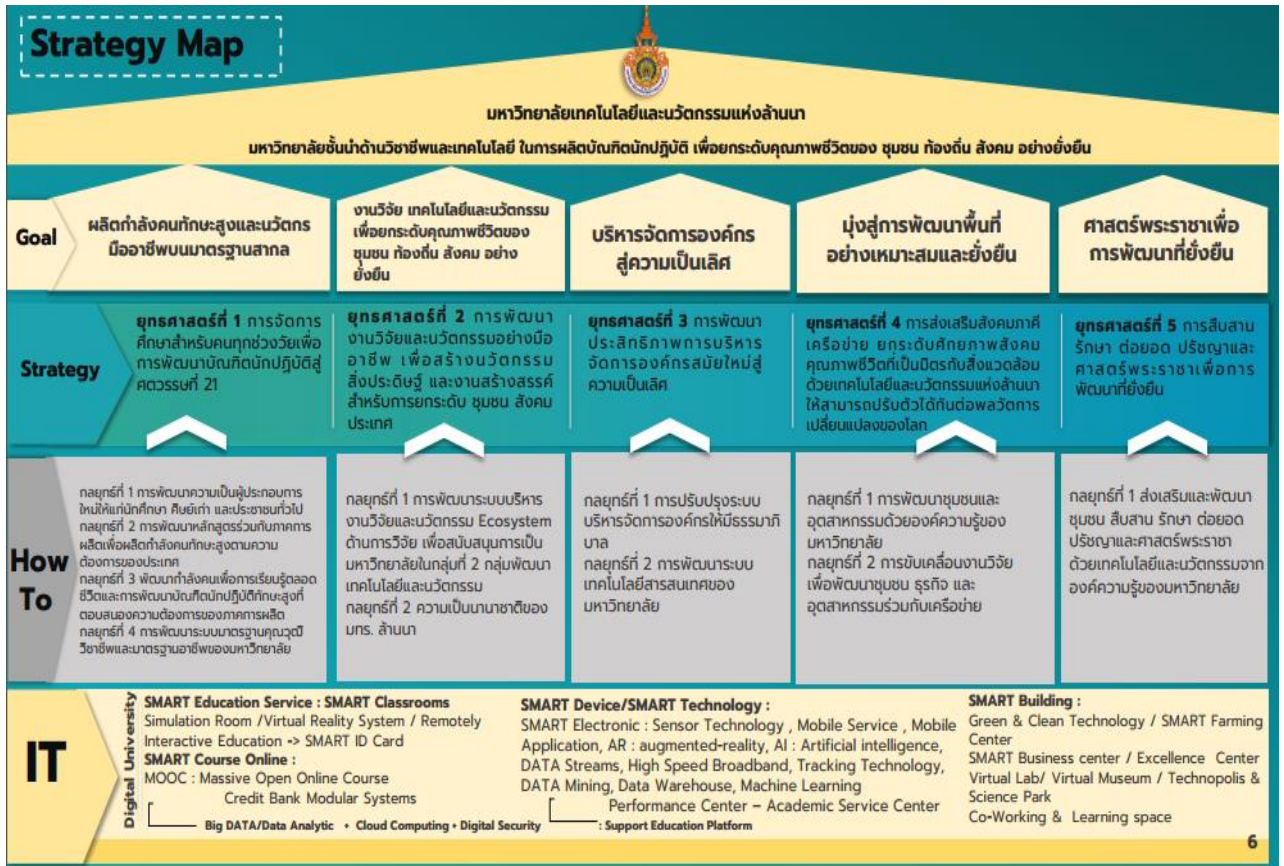 Strategy Map
มหาวิทยาลัยเทคโนโลยีและนวัตกรรมแห่งล้านนา
มหาวิทยาลัยชั้นนำด้านวิชาชีพและเทคโนโลยี ในการผลิตบัณฑิตนักปฏิบัติ เพื่อยกระดับคุณภาพชีวิตของ ชุมชน ท้องถิ่น สังคม อย่างยั่งยืน
Goal
ผลิตกำลังคนทักษะสูงและนวัตกร
มืออาชีพบนมาตรฐานสากล
งานวิจัย เทคโนโลยีและนวัตกรรม
เพื่อยกระดับคุณภาพชีวิตของ
ชุมชน ท้องถิ่น สังคม อย่าง
ยั่งยืน
บริหารจัดการองค์กร
สู่ความเป็นเลิศ
มุ่งสู่การพัฒนาพื้นที่
อย่างเหมาะสมและยั่งยืน
ศาสตร์พระราชาเพื่อ
การพัฒนาที่ยั่งยืน
Strategy
ยุทธศาสตร์ที่ 1 การจัดการ
ศึกษาสำหรับคนทุกช่วงวัยเพื่อ
การพัฒนาบัณฑิตนักปฏิบัติสู่
ศตวรรษที่ 21
ยุทธศาสตร์ที่ 2 การพัฒนา
งานวิจัยและนวัตกรรมอย่างมือ
อาชีพ เพื่อสร้างนวัตกรรม
สิ่งประดิษฐ์ และงานสร้างสรรค์
สำหรับการยกระดับ ชุมชน สังคม
ประเทศ
ยุทธศาสตร์ที่ 3 การพัฒนา
ประสิทธิภาพการบริหาร
จัดการองค์กรสมัยใหม่สู่
ความเป็นเลิศ
ยุทธศาสตร์ที่ 4 การส่งเสริมสังคมภาคี
เครือข่าย ยกระดับศักยภาพสังคม
คุณภาพชีวิตที่เป็นมิตรกับสิ่งแวดล้อม
ด้วยเทคโนโลยีและนวัตกรรมแห่งล้านนา
ให้สามารถปรับตัวได้ทันต่อพลวัตการ
เปลี่ยนแปลงของโลก
ยุทธศาสตร์ที่ 5 การสืบสาน
รักษา ต่อยอด ปรัชญาและ
ศาสตร์พระราชาเพื่อการ
พัฒนาที่ยั่งยืน
How
To
กลยุทธ์ที่ 1 การพัฒนาความเป็นผู้ประกอบการ
ใหม่ให้แก่นักศึกษา ศิษย์เก่า และประชาชนทั่วไป
กลยุทธ์ที่ 2 การพัฒนาหลักสูตรร่วมกับภาคการ
ผลิตเพื่อผลิตกำลังคนทักษะสูงตามความ
ต้องการของประเทศ
กลยุทธ์ที่ 3 พัฒนากำลังคนเพื่อการเรียนรู้ตลอด
ชีวิตและการพัฒนาบัณฑิตนักปฏิบัติทักษะสูงที่
ตอบสนองความต้องการของภาคการผลิต
กลยุทธ์ที่ 4 การพัฒนาระบบมาตรฐานคุณวุฒิ
วิชาชีพและมาตรฐานอาชีพของมหาวิทยาลัย
กลยุทธ์ที่ 1 การพัฒนาระบบบริหาร
งานวิจัยและนวัตกรรม Ecosystem
ด้านการวิจัย เพื่อสนับสนุนการเป็น
มหาวิทยาลัยในกลุ่มที่ 2 กลุ่มพัฒนา
เทคโนโลยีและนวัตกรรม
กลยุทธ์ที่ 2 ความเป็นนานาชาติของ
มทร. ล้านนา
กลยุทธ์ที่ 1 การปรับปรุงระบบ
บริหารจัดการองค์กรให้มีธรรมาภิ
บาล
กลยุทธ์ที่ 2 การพัฒนาระบบ
เทคโนโลยีสารสนเทศของ
มหาวิทยาลัย
กลยุทธ์ที่ 1 การพัฒนาชุมชนและ
อุตสาหกรรมด้วยองค์ความรู้ของ
มหาวิทยาลัย
กลยุทธ์ที่ 2 การขับเคลื่อนงานวิจัย
เพื่อพัฒนาชุมชน ธุรกิจ และ
อุตสาหกรรมร่วมกับเครือข่าย
กลยุทธ์ที่ 1 ส่งเสริมและพัฒนา
ชุมชน สืบสาน รักษา ต่อยอด
ปรัชญาและศาสตร์พระราชา
ด้วยเทคโนโลยีและนวัตกรรมจาก
องค์ความรู้ของมหาวิทยาลัย
IT
Digital University
SMART Education Service : SMART Classrooms
Simulation Room /Virtual Reality System / Remotely
Interactive Education -> SMART ID Card
SMART Course Online :
MOOC : Massive Open Online Course
Credit Bank Modular Systems
Big DATA/Data Analytic + Cloud Computing + Digital Security
SMART Device/SMART Technology :
SMART Electronic : Sensor Technology , Mobile Service , Mobile
Application, AR : augmented-reality, AI : Artificial intelligence,
DATA Streams, High Speed Broadband, Tracking Technology,
DATA Mining, Data Warehouse, Machine Learning
Performance Center – Academic Service Center
: Support Education Platform
SMART Building :
Green & Clean Technology / SMART Farming
Center
SMART Business center / Excellence Center
Virtual Lab/ Virtual Museum / Technopolis &
Science Park
Co-Working & Learning space
6